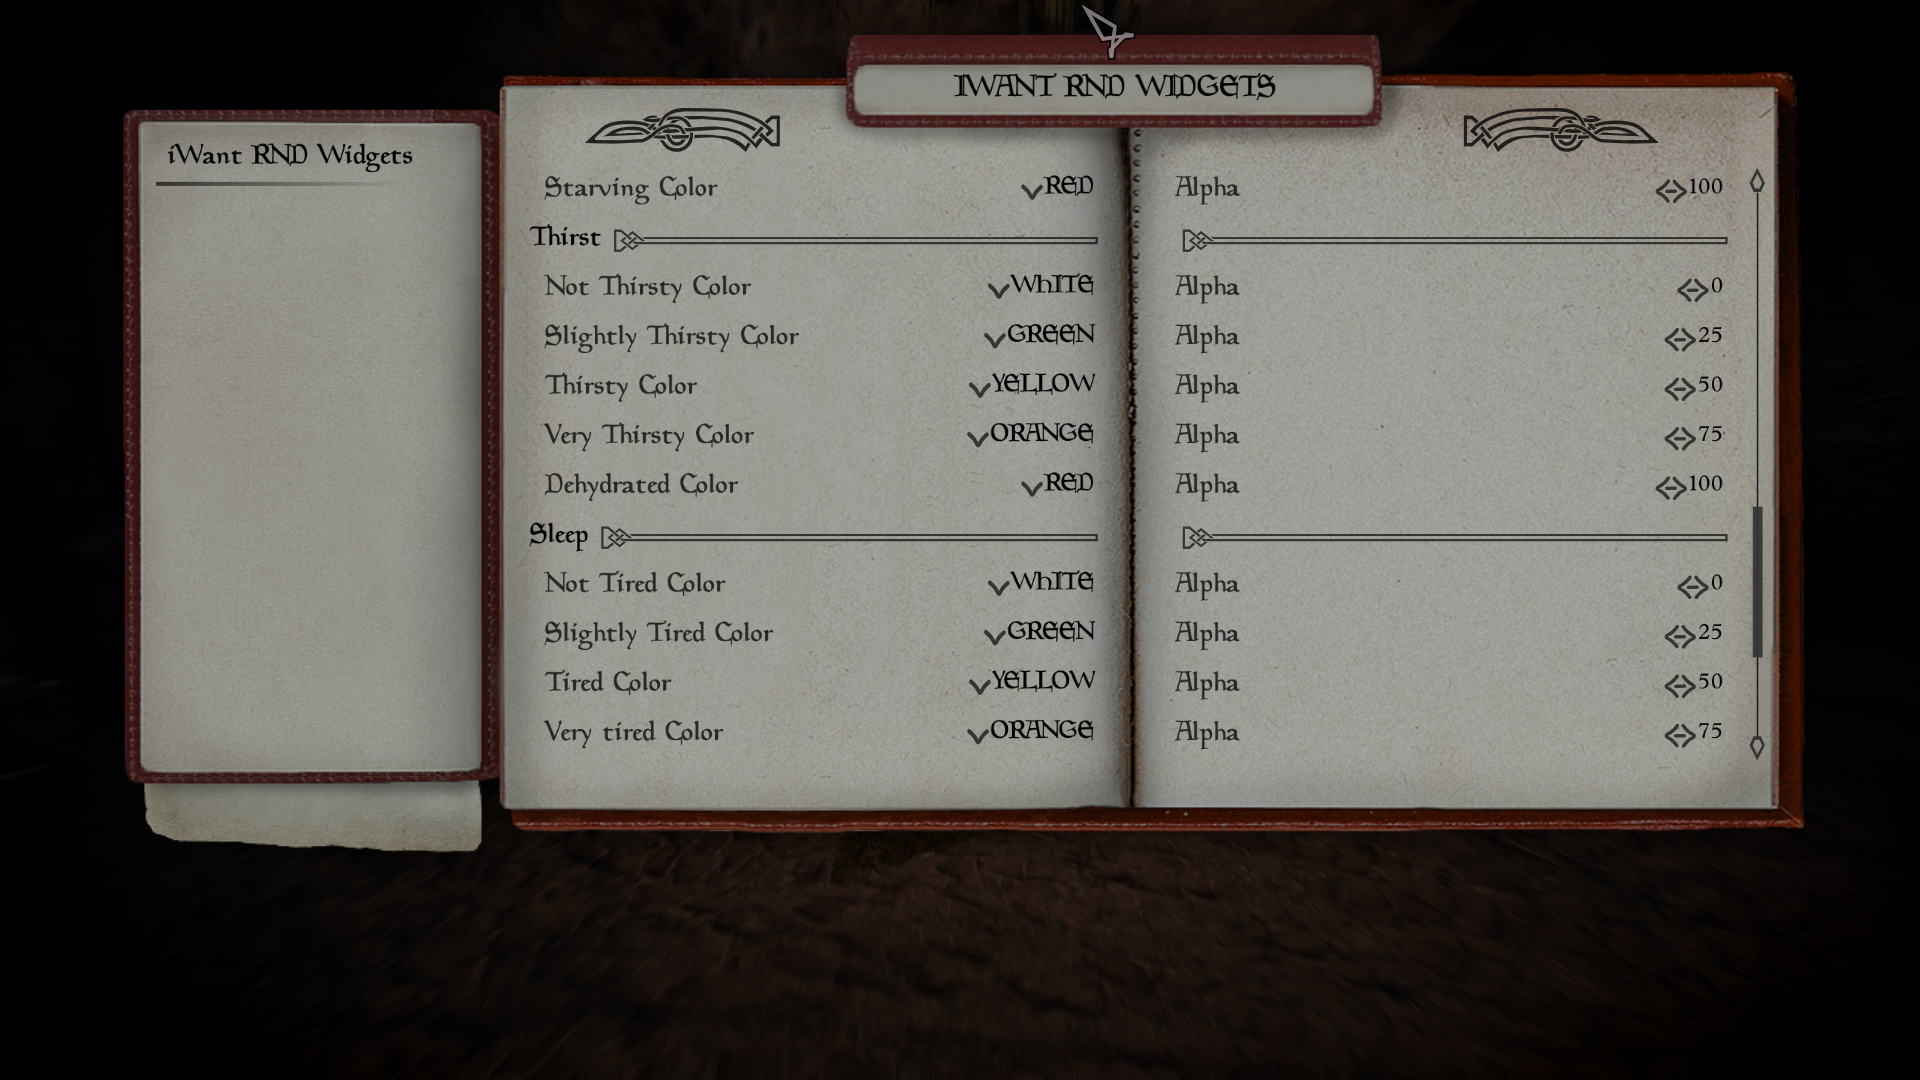 IWANT RND WIDGETS
iWant RND Widgets
Starving Color RED Alpha 100
Thirst
Not Thirsty Color WHITE Alpha 0
Slightly Thirsty Color GREEN Alpha 25
Thirsty Color YELLOW Alpha 50
Very Thirsty Color ORANGE Alpha 75
Dehydrated Color RED Alpha 100
Sleep
Not Tired Color WHITE Alpha 0
Slightly Tired Color GREEN Alpha 25
Tired Color YELLOW Alpha 50
Very tired Color ORANGE Alpha 75